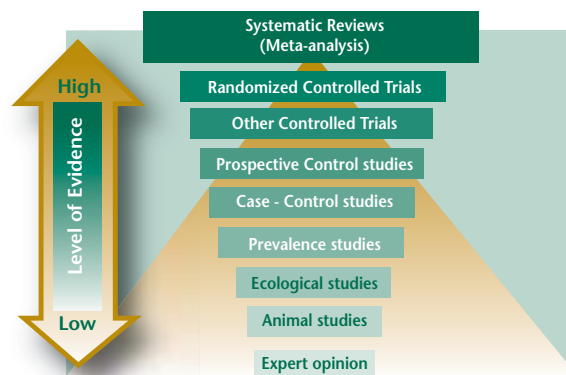 Systematic Reviews
(Meta-analysis)
High
Randomized Controlled Trials
Other Controlled Trials
Prospective Control studies
Case - Control studies
Level of Evidence
Prevalence studies
Ecological studies
Low
Animal studies
Expert opinion